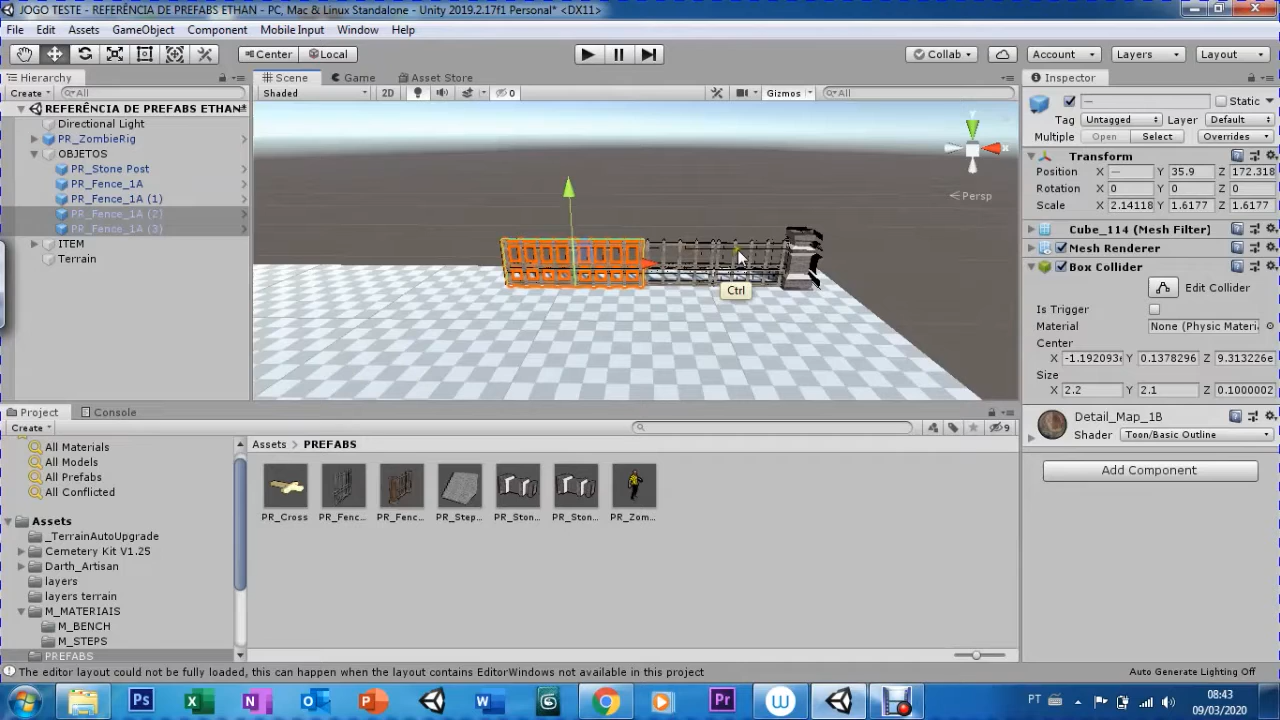 JOGO TESTE - REFERÊNCIA DE PREFABS ETHAN - PC, Mac & Linux Standalone - Unity 2019.2.17f1 Personal* <DX11>
File Edit Assets GameObject Component Mobile Input Window Help
Center Local Collab Account Layers Layout
Hierarchy Scene Game Asset Store Inspector
Create All Shaded 2D 0 Gizmos All — Static
REFERÊNCIA DE PREFABS ETHAN
Directional Light
PR_ZombieRig
OBJETOS
PR_Stone Post
PR_Fence_1A
PR_Fence_1A (1)
PR_Fence_1A (2)
PR_Fence_1A (3)
ITEM
Terrain
Y
X
Persp
Ctrl
Tag Untagged Layer Default
Multiple Open Select Overrides
Transform
Position X — Y 35.9 Z 172.318
Rotation X 0 Y 0 Z 0
Scale X 2.14118 Y 1.6177 Z 1.6177
Cube_114 (Mesh Filter)
Mesh Renderer
Box Collider
Edit Collider
Is Trigger
Material None (Physic Materi
Center
X -1.192093 Y 0.1378296 Z 9.313226e
Size
X 2.2 Y 2.1 Z 0.1000002
Detail_Map_1B
Shader Toon/Basic Outline
Add Component
Project Console
Create 9
All Materials
All Models
All Prefabs
All Conflicted
Assets
_TerrainAutoUpgrade
Cemetery Kit V1.25
Darth_Artisan
layers
layers terrain
M_MATERIAIS
M_BENCH
M_STEPS
PREFABS
Assets PREFABS
PR_Cross PR_Fenc... PR_Fenc... PR_Step... PR_Ston... PR_Ston... PR_Zom...
The editor layout could not be fully loaded, this can happen when the layout contains EditorWindows not available in this project
Auto Generate Lighting Off
Ps X N O P W Pr W
PT
08:43
09/03/2020